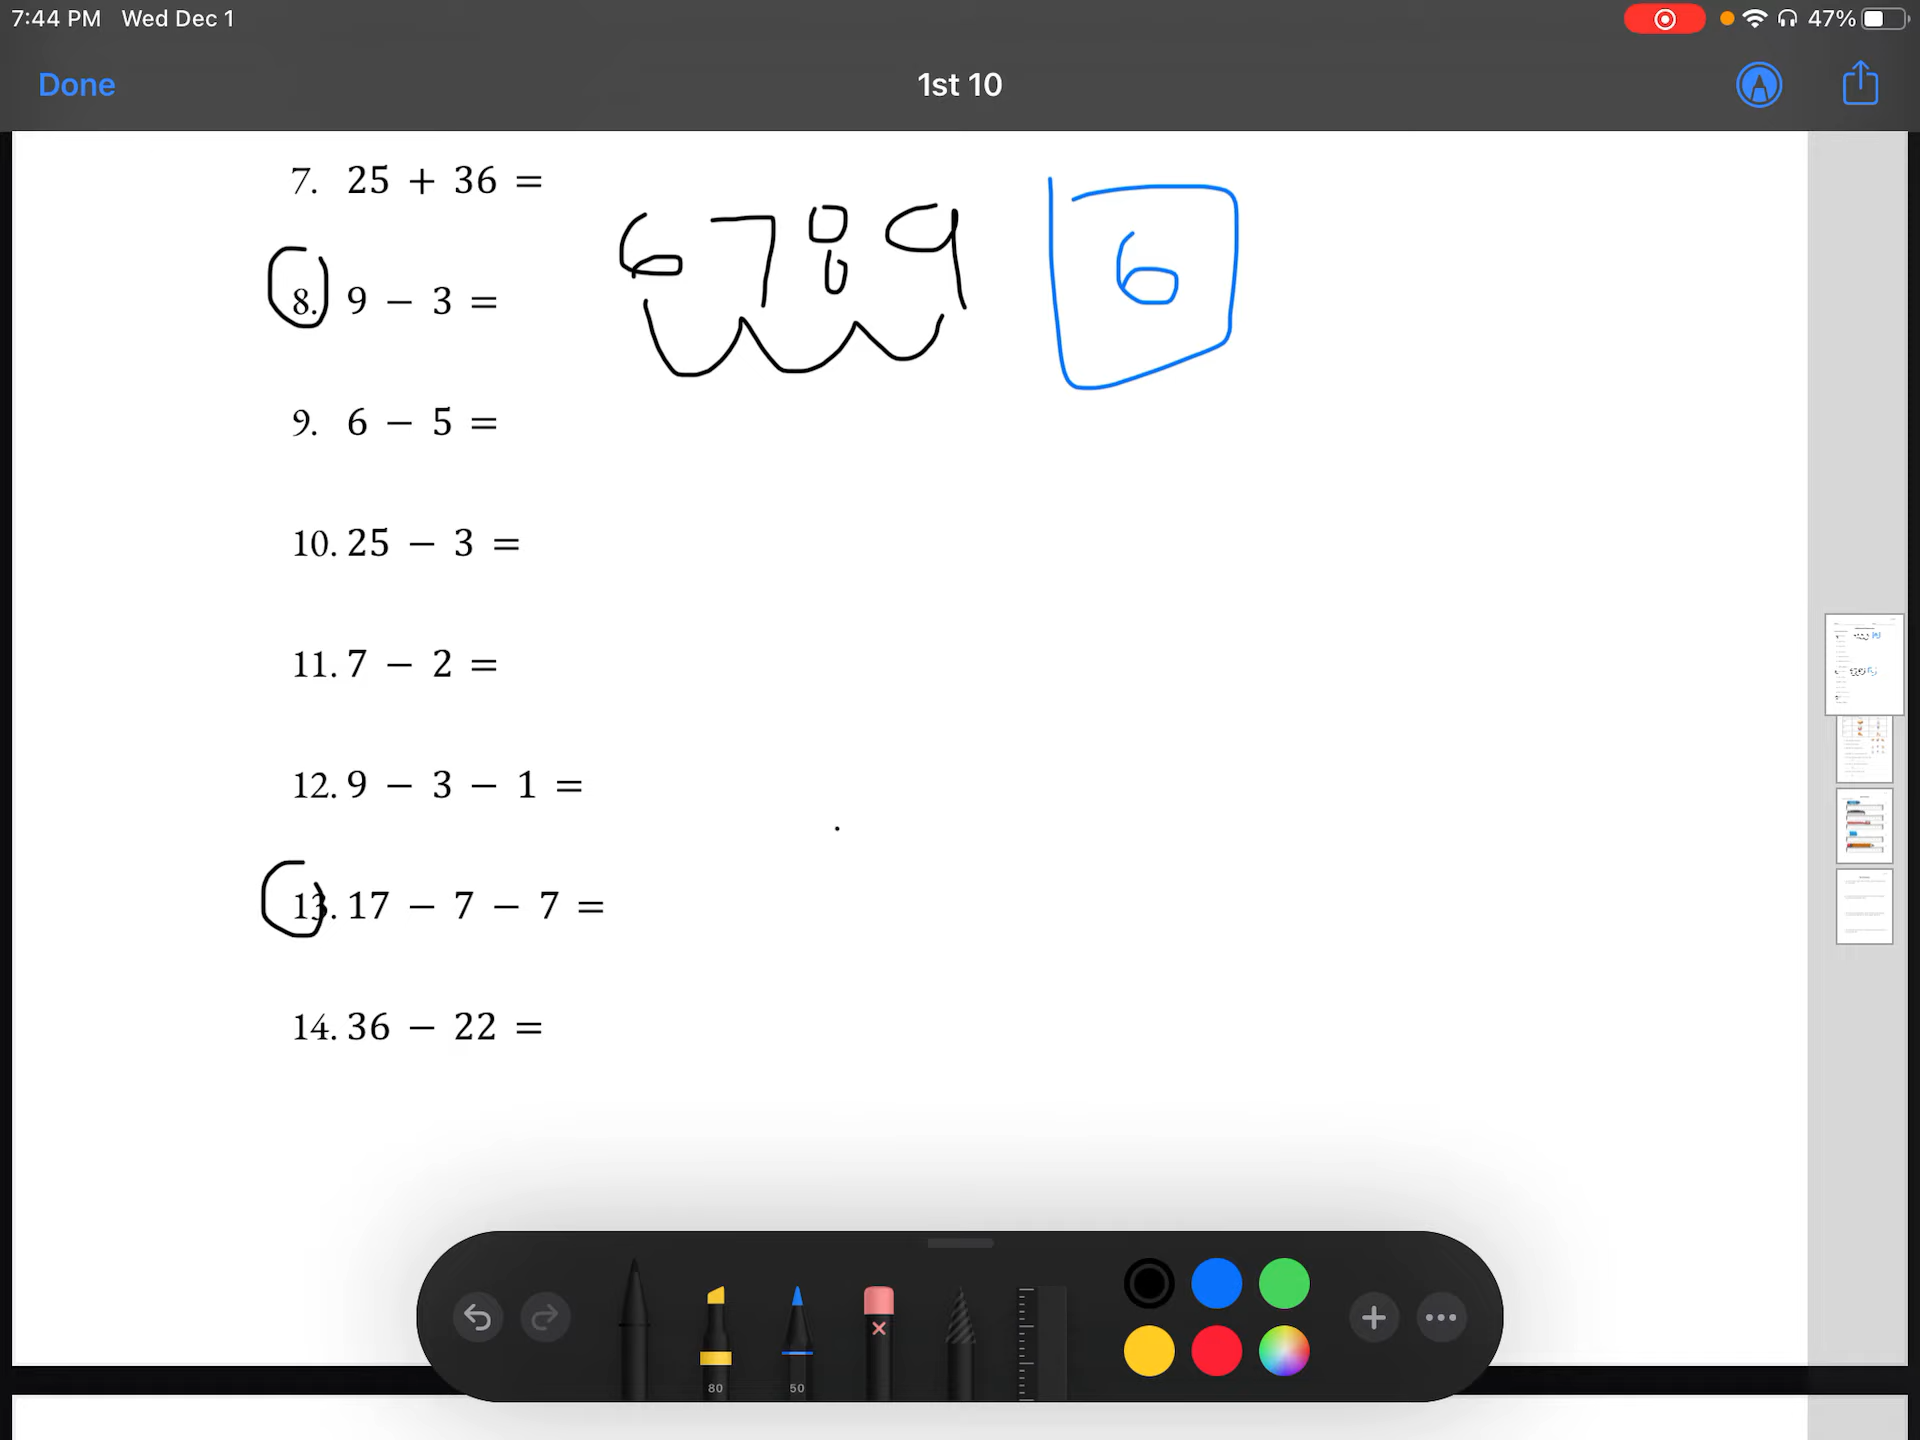 7:44 PM Wed Dec 1
47%
Done
1st 10
7. 25 + 36 =
6 7 8 9
6
8. 9 − 3 =
9. 6 − 5 =
10. 25 − 3 =
11. 7 − 2 =
12. 9 − 3 − 1 =
13. 17 − 7 − 7 =
14. 36 − 22 =
80
50